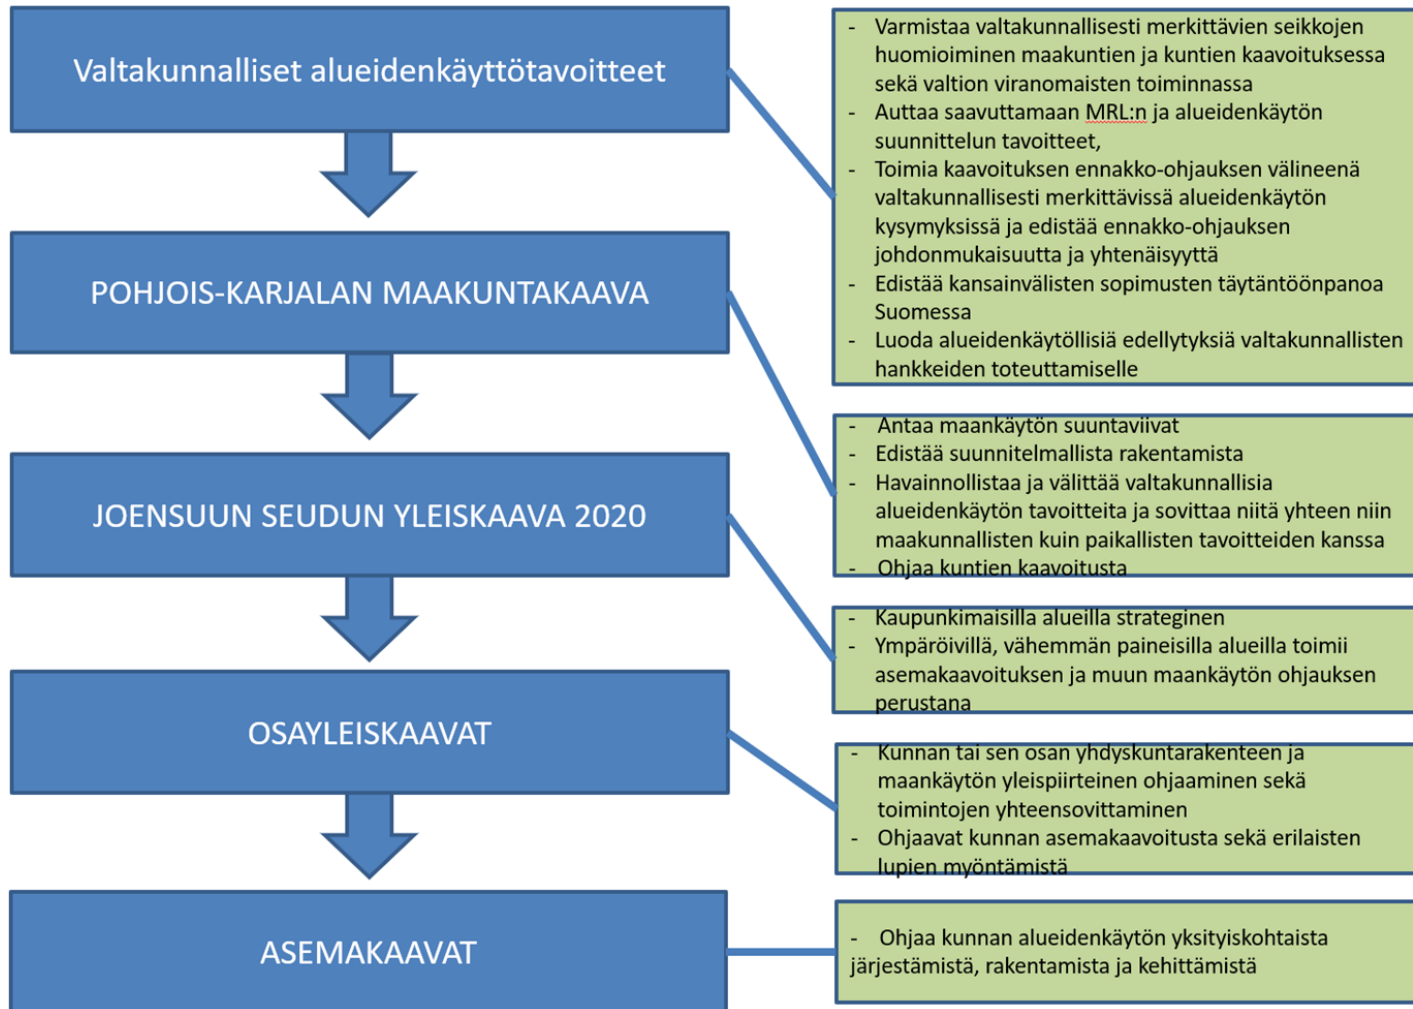 Valtakunnalliset alueidenkäyttötavoitteet
- Varmistaa valtakunnallisesti merkittävien seikkojen
huomioiminen maakuntien ja kuntien kaavoituksessa
sekä valtion viranomaisten toiminnassa
- Auttaa saavuttamaan MRL:n ja alueidenkäytön
suunnittelun tavoitteet,
- Toimia kaavoituksen ennakko-ohjauksen välineenä
valtakunnallisesti merkittävissä alueidenkäytön
kysymyksissä ja edistää ennakko-ohjauksen
johdonmukaisuutta ja yhtenäisyyttä
- Edistää kansainvälisten sopimusten täytäntöönpanoa
Suomessa
- Luoda alueidenkäytöllisiä edellytyksiä valtakunnallisten
hankkeiden toteuttamiselle
POHJOIS-KARJALAN MAAKUNTAKAAVA
- Antaa maankäytön suuntaviivat
- Edistää suunnitelmallista rakentamista
- Havainnollistaa ja välittää valtakunnallisia
alueidenkäytön tavoitteita ja sovittaa niitä yhteen niin
maakunnallisten kuin paikallisten tavoitteiden kanssa
- Ohjaa kuntien kaavoitusta
JOENSUUN SEUDUN YLEISKAAVA 2020
- Kaupunkimaisilla alueilla strateginen
- Ympäröivillä, vähemmän paineisilla alueilla toimii
asemakaavoituksen ja muun maankäytön ohjauksen
perustana
OSAYLEISKAAVAT
- Kunnan tai sen osan yhdyskuntarakenteen ja
maankäytön yleispiirteinen ohjaaminen sekä
toimintojen yhteensovittaminen
- Ohjaavat kunnan asemakaavoitusta sekä erilaisten
lupien myöntämistä
ASEMAKAAVAT
- Ohjaa kunnan alueidenkäytön yksityiskohtaista
järjestämistä, rakentamista ja kehittämistä